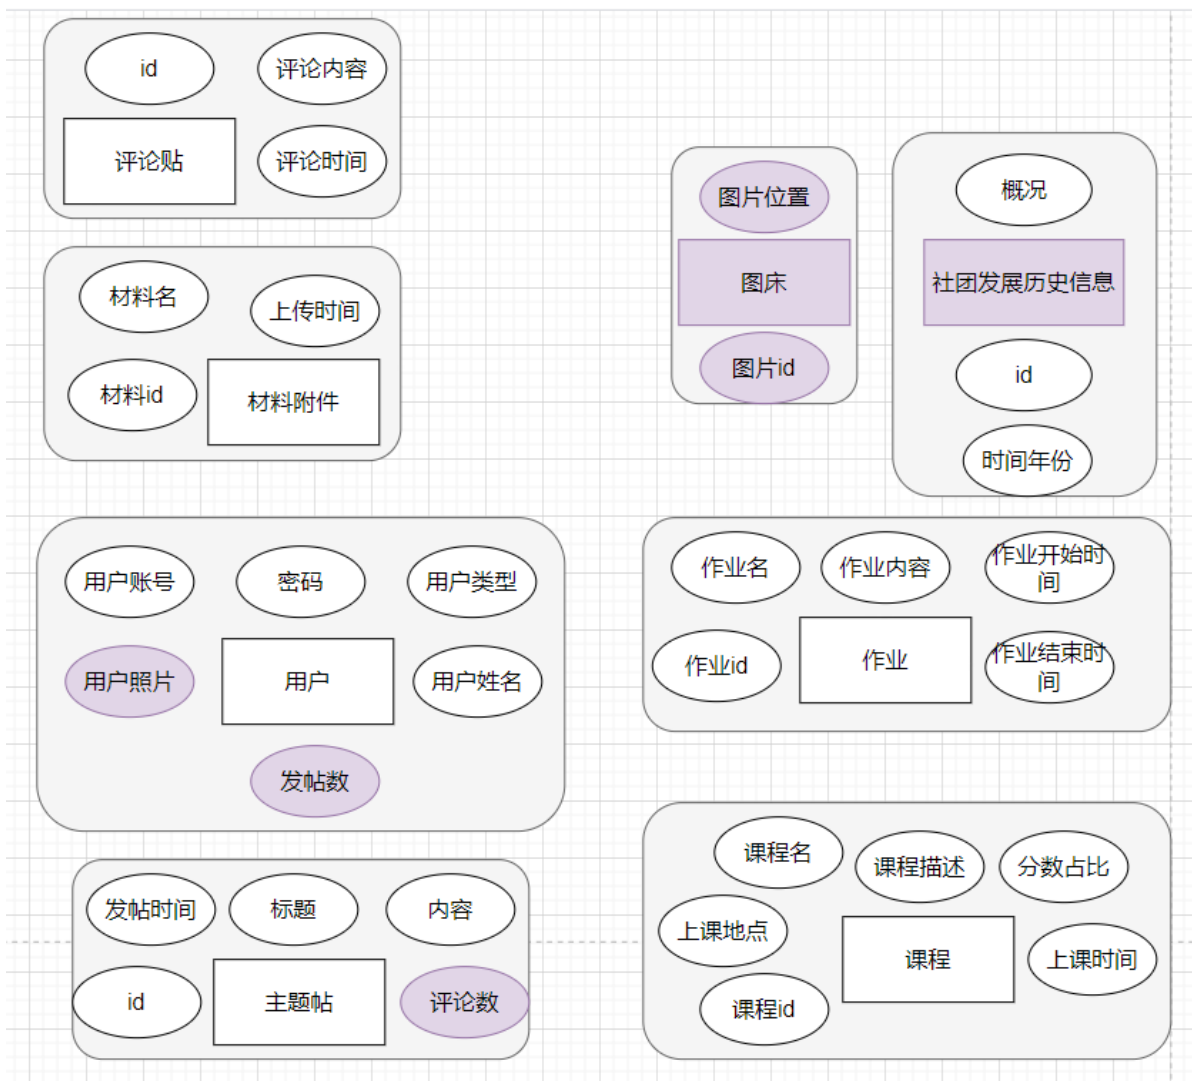 id
评论内容
评论贴
评论时间
材料名
上传时间
材料id
材料附件
图片位置
图床
图片id
概况
社团发展历史信息
id
时间年份
用户账号
密码
用户类型
用户照片
用户
用户姓名
发帖数
作业名
作业内容
作业开始时
间
作业id
作业
作业结束时
间
发帖时间
标题
内容
id
主题帖
评论数
课程名
课程描述
分数占比
上课地点
课程
上课时间
课程id